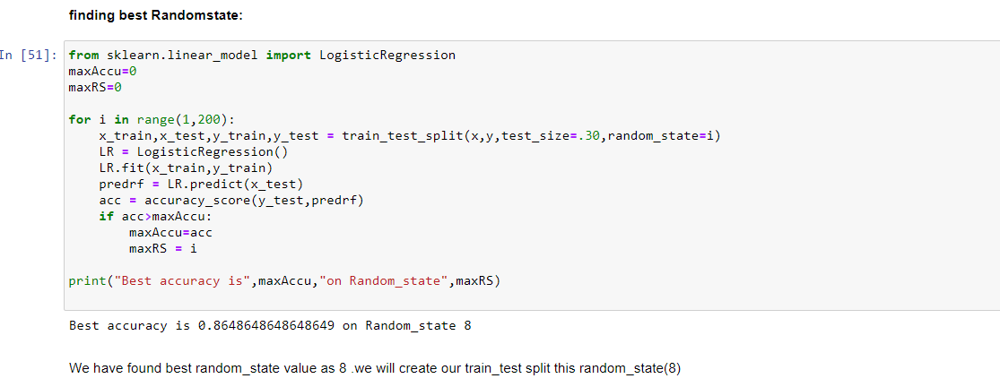 finding best Randomstate:
In [51]: from sklearn.linear_model import LogisticRegression
maxAccu=0
maxRS=0
for i in range(1,200):
    x_train,x_test,y_train,y_test = train_test_split(x,y,test_size=.30,random_state=i)
    LR = LogisticRegression()
    LR.fit(x_train,y_train)
    predrf = LR.predict(x_test)
    acc = accuracy_score(y_test,predrf)
    if acc>maxAccu:
        maxAccu=acc
        maxRS = i
print("Best accuracy is",maxAccu,"on Random_state",maxRS)
Best accuracy is 0.8648648648648649 on Random_state 8
We have found best random_state value as 8 .we will create our train_test split this random_state(8)